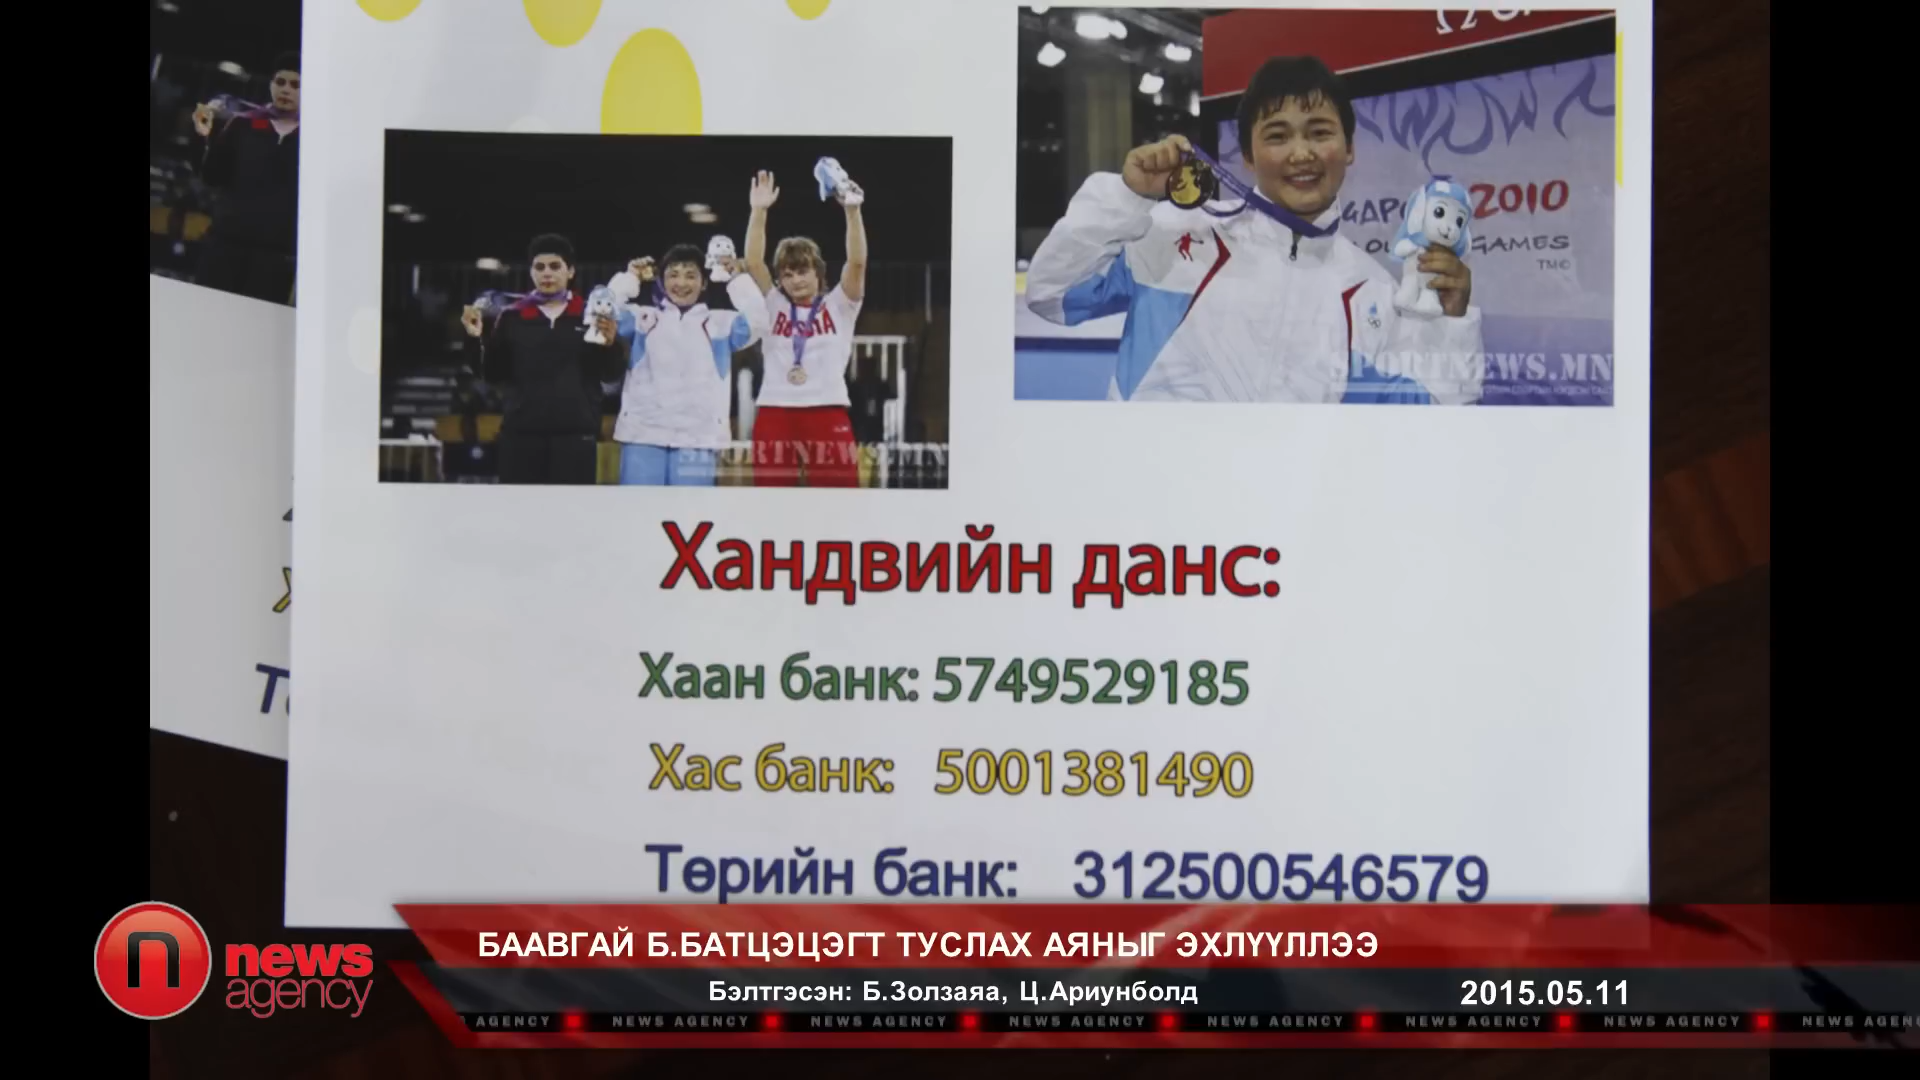 SINGAPORE 2010
GAMES
SPORTNEWS.MN
RUSSIA
SPORTNEWS.MN
Хандвийн данс:
Хаан банк: 5749529185
Хас банк: 5001381490
Төрийн банк: 312500546579
n news agency
БААВГАЙ Б.БАТЦЭЦЭГТ ТУСЛАХ АЯНЫГ ЭХЛҮҮЛЛЭЭ
Бэлтгэсэн: Б.Золзаяа, Ц.Ариунболд
2015.05.11
AGENCY NEWS AGENCY NEWS AGENCY NEWS AGENCY NEWS AGENCY NEWS AGENCY NEWS AGENCY NEWS AGEN